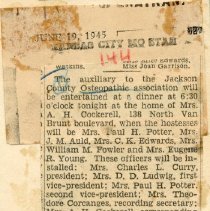 JUNE 19, 1945
KANSAS CITY MO STAR
144
Miss Joan Garrison.
The auxiliary to the Jackson
County Osteopathic association will
be entertained at a dinner at 6:30
o'clock tonight at the home of Mrs.
A. H. Cockerell, 138 North Van
Brunt boulevard, when the hostesses
will be Mrs. Paul H. Potter, Mrs.
J. M. Auld, Mrs. C. K. Edwards, Mrs.
William M. Fowler and Mrs. Eugene
R. Young. These officers will be in-
stalled: Mrs. Charles L. Curry,
president; Mrs. D. D. Ludwig, first
vice-president; Mrs. Paul H. Potter,
second vice-president; Mrs. Theo-
dore Corcanges, recording secretary;